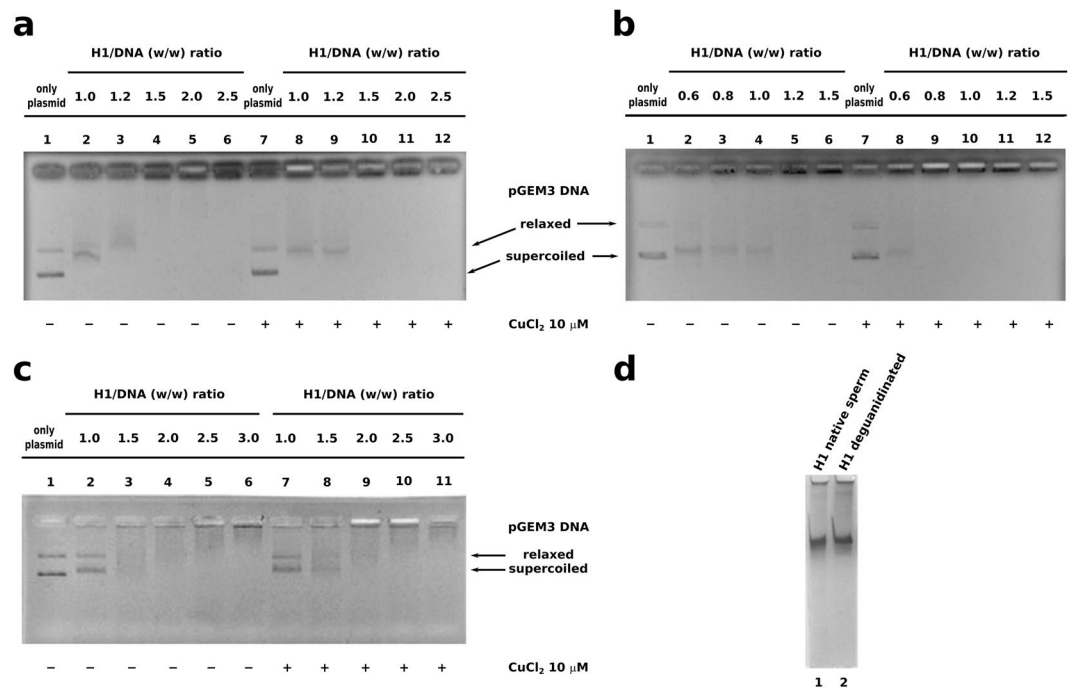 a
H1/DNA (w/w) ratio
H1/DNA (w/w) ratio
only plasmid 1.0 1.2 1.5 2.0 2.5 only plasmid 1.0 1.2 1.5 2.0 2.5
1 2 3 4 5 6 7 8 9 10 11 12
− − − − − − + + + + + +
b
H1/DNA (w/w) ratio
H1/DNA (w/w) ratio
only plasmid 0.6 0.8 1.0 1.2 1.5 only plasmid 0.6 0.8 1.0 1.2 1.5
1 2 3 4 5 6 7 8 9 10 11 12
pGEM3 DNA
relaxed
supercoiled
CuCl₂ 10 μM
− − − − − − + + + + + +
c
H1/DNA (w/w) ratio
H1/DNA (w/w) ratio
only plasmid 1.0 1.5 2.0 2.5 3.0 1.0 1.5 2.0 2.5 3.0
1 2 3 4 5 6 7 8 9 10 11
pGEM3 DNA
relaxed
supercoiled
− − − − − − + + + + +
CuCl₂ 10 μM
d
H1 native sperm
H1 deguanidinated
1 2